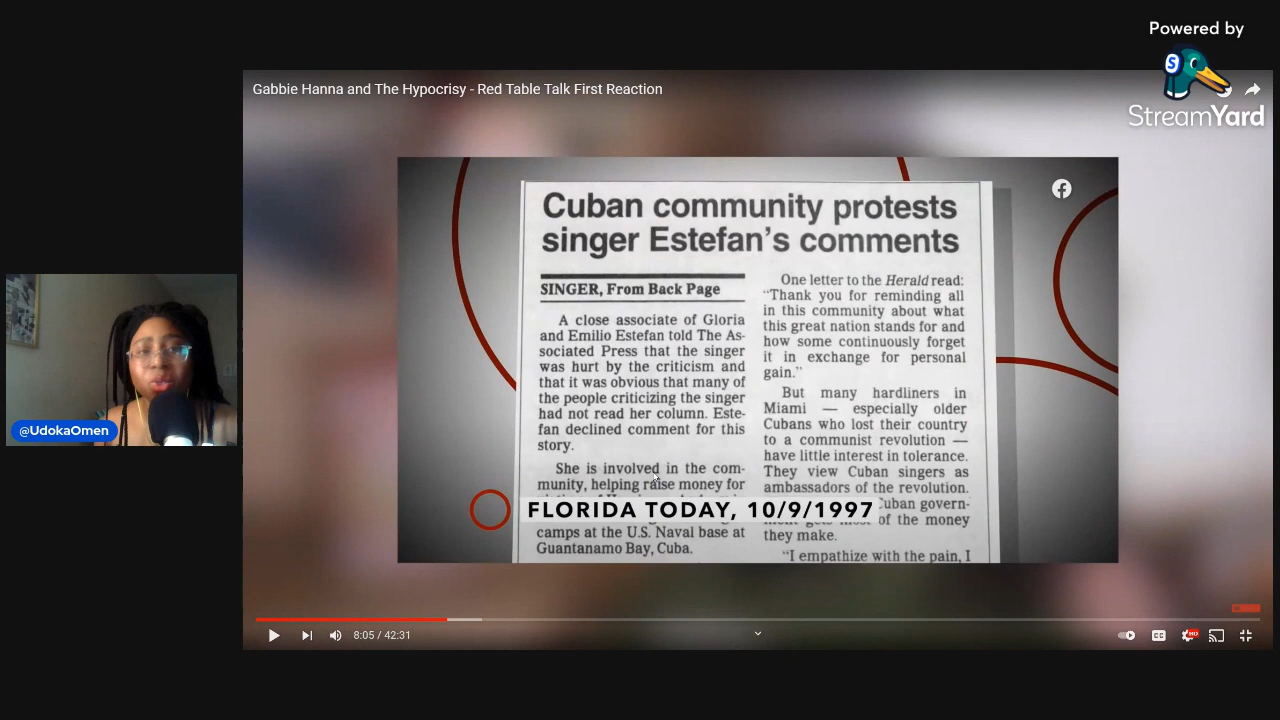 Powered by
StreamYard
Gabbie Hanna and The Hypocrisy - Red Table Talk First Reaction
Cuban community protests
singer Estefan's comments
SINGER, From Back Page
A close associate of Gloria
and Emilio Estefan told The As-
sociated Press that the singer
was hurt by the criticism and
that it was obvious that many of
the people criticizing the singer
had not read her column. Este-
fan declined comment for this
story.
She is involved in the com-
munity, helping raise money for
camps at the U.S. Naval base at
Guantanamo Bay, Cuba.
One letter to the Herald read:
"Thank you for reminding all
in this community about what
this great nation stands for and
how some continuously forget
it in exchange for personal
gain."
But many hardliners in
Miami — especially older
Cubans who lost their country
to a communist revolution —
have little interest in tolerance.
They view Cuban singers as
ambassadors of the revolution.
Cuban govern-
of the money
they make.
"I empathize with the pain, I
FLORIDA TODAY, 10/9/1997
@UdokaOmen
8:05 / 42:31
CC
HD